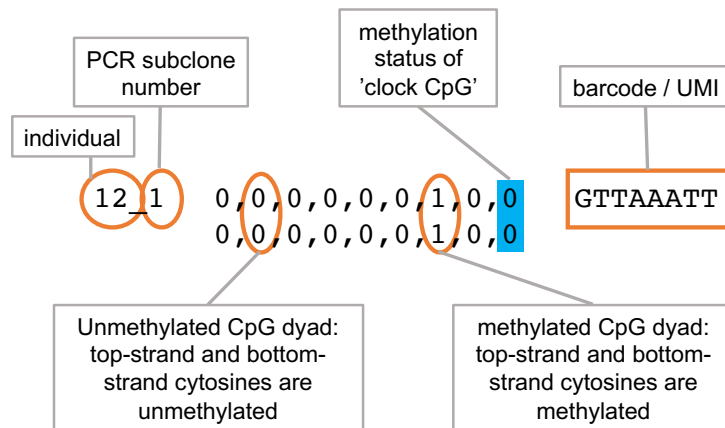 methylation
status of
’clock CpG’
PCR subclone
number
barcode / UMI
individual
12_1 0,0,0,0,0,0,1,0,0 GTTAAATT
0,0,0,0,0,0,1,0,0
Unmethylated CpG dyad:
top-strand and bottom-
strand cytosines are
unmethylated
methylated CpG dyad:
top-strand and bottom-
strand cytosines are
methylated